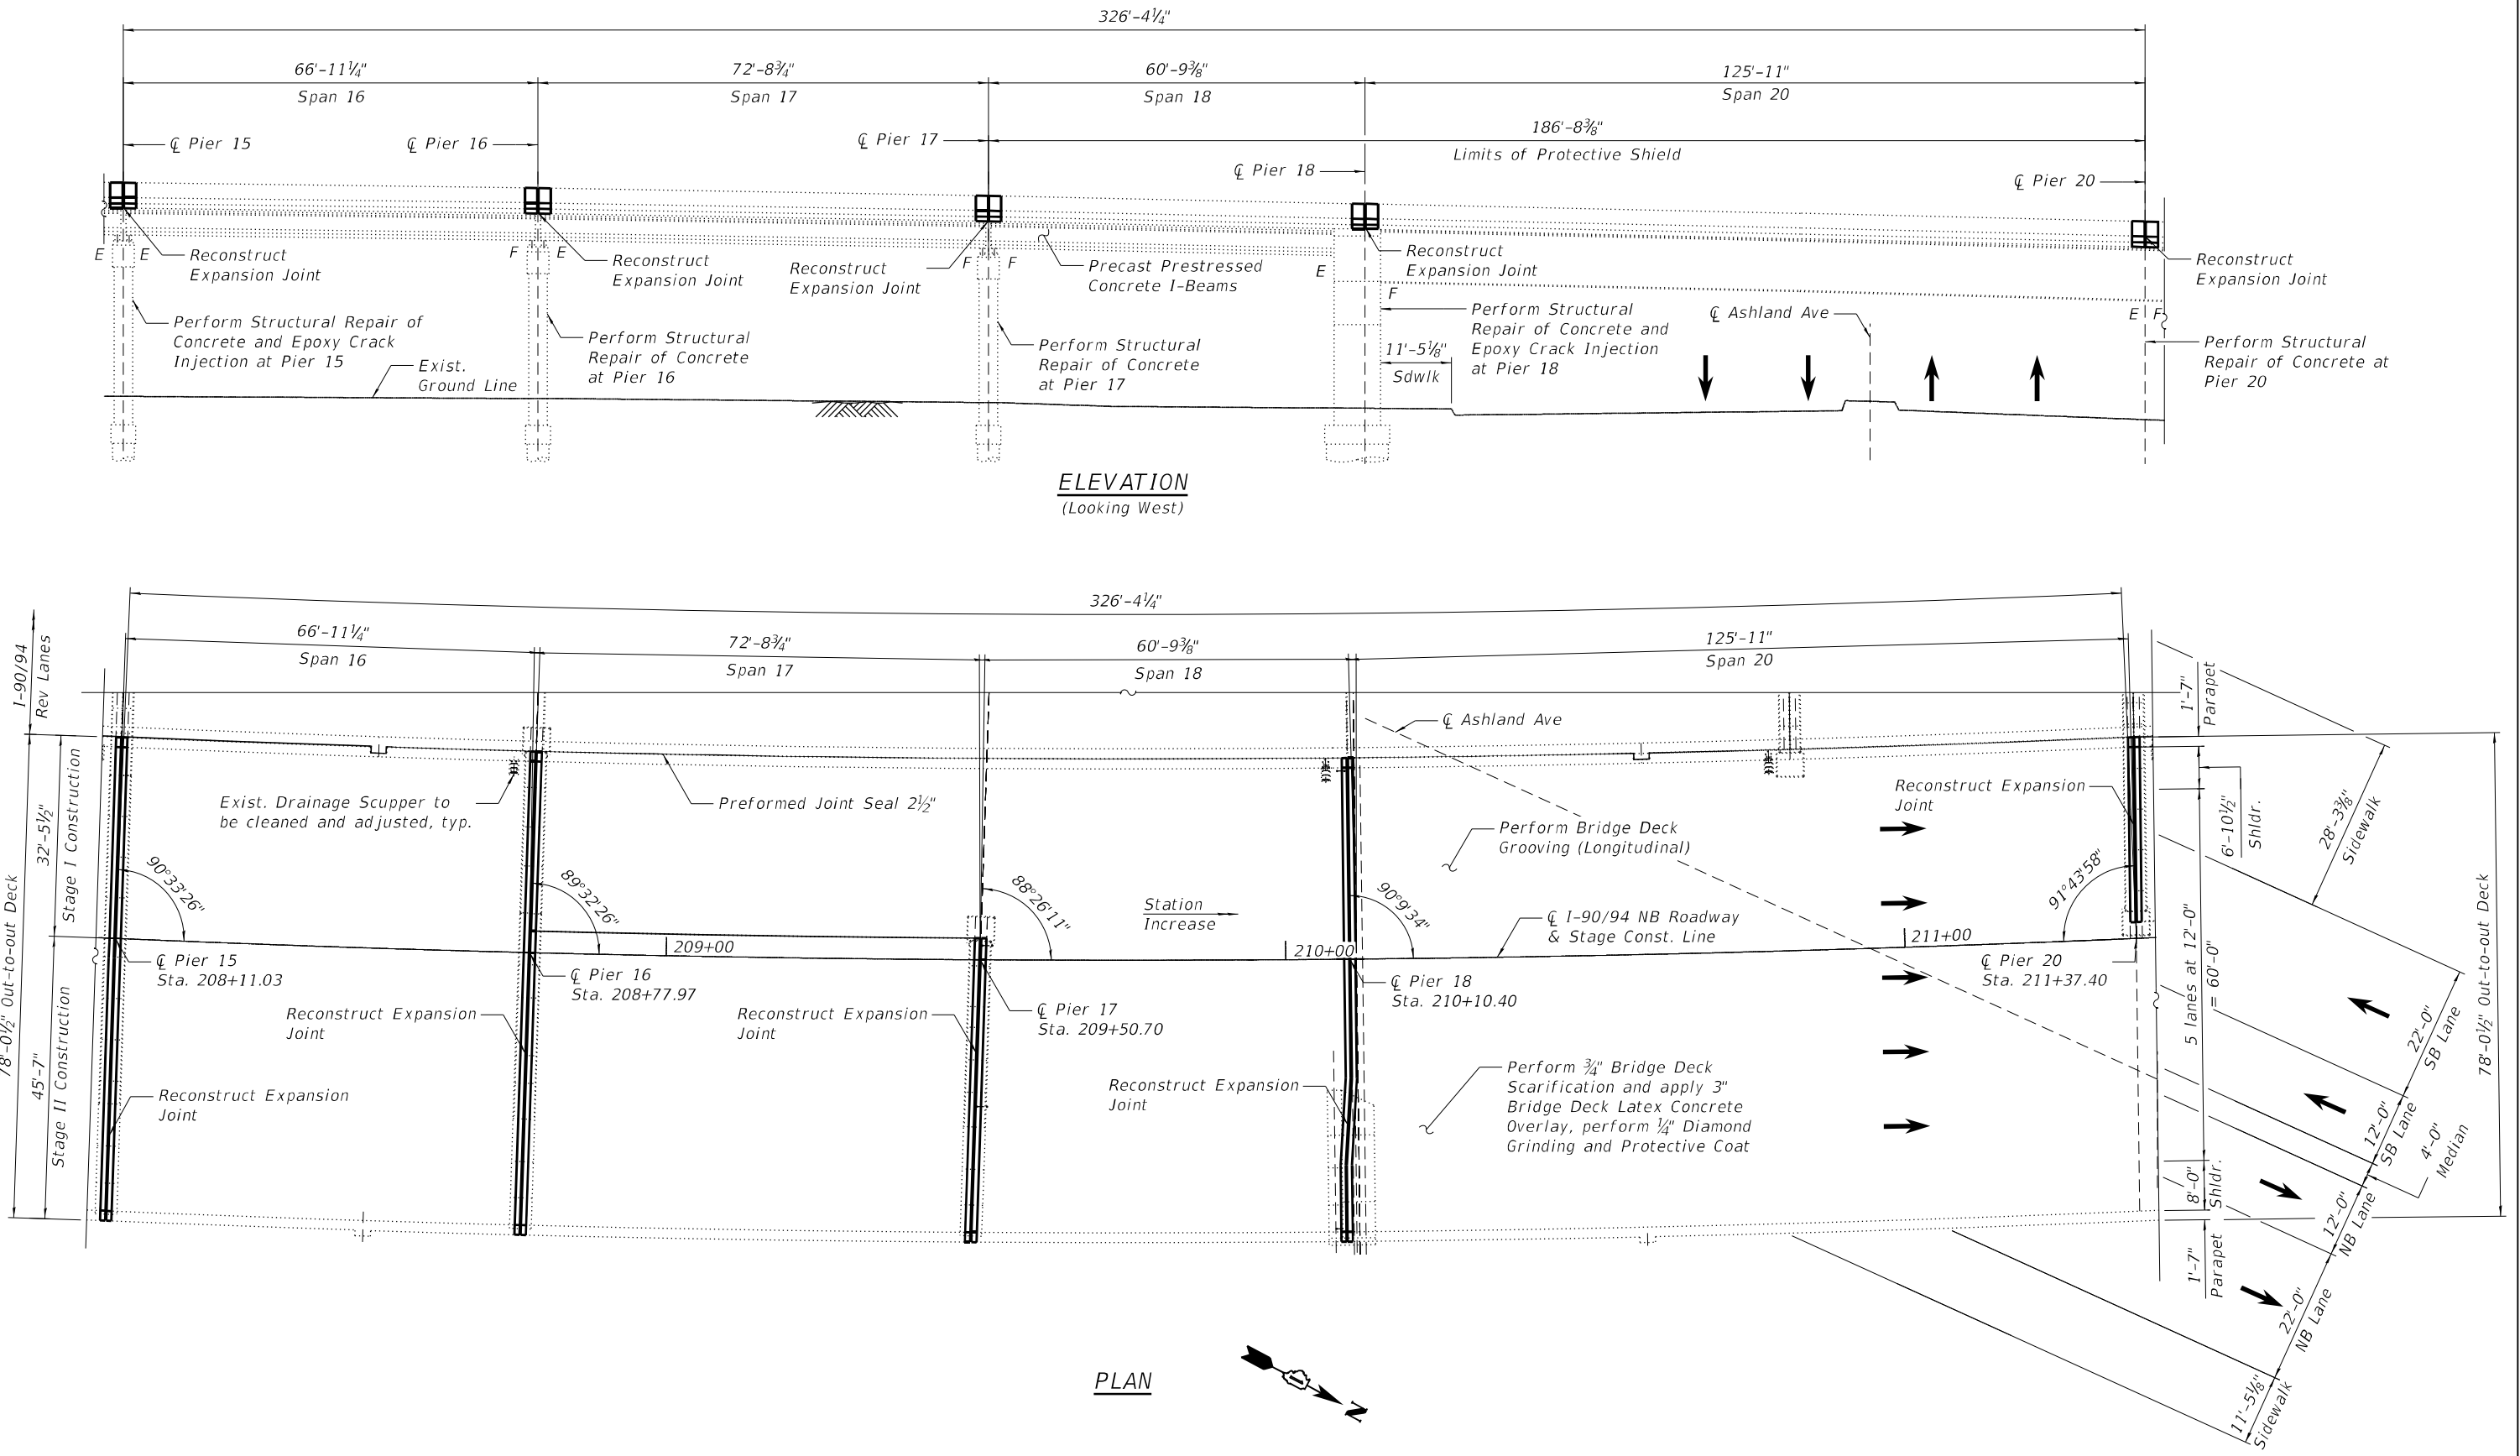 326'-4¼"
66'-11¼"
Span 16
72'-8¾"
Span 17
60'-9⅜"
Span 18
125'-11"
Span 20
℄ Pier 15
℄ Pier 16
℄ Pier 17
186'-8⅜"
Limits of Protective Shield
℄ Pier 18
℄ Pier 20
E
E
F
E
F
F
E
F
E
F
Reconstruct
Expansion Joint
Reconstruct
Expansion Joint
Reconstruct
Expansion Joint
Precast Prestressed
Concrete I-Beams
Reconstruct
Expansion Joint
Reconstruct
Expansion Joint
Perform Structural Repair of
Concrete and Epoxy Crack
Injection at Pier 15
Exist.
Ground Line
Perform Structural
Repair of Concrete
at Pier 16
Perform Structural
Repair of Concrete
at Pier 17
11'-5⅛"
Sdwlk
Perform Structural
Repair of Concrete and
Epoxy Crack Injection
at Pier 18
℄ Ashland Ave
Perform Structural
Repair of Concrete at
Pier 20
ELEVATION
(Looking West)
326'-4¼"
66'-11¼"
Span 16
72'-8¾"
Span 17
60'-9⅜"
Span 18
125'-11"
Span 20
I-90/94
Rev Lanes
78'-0½" Out-to-out Deck
32'-5½"
Stage I Construction
45'-7"
Stage II Construction
℄ Ashland Ave
Exist. Drainage Scupper to
be cleaned and adjusted, typ.
Preformed Joint Seal 2½"
Perform Bridge Deck
Grooving (Longitudinal)
Reconstruct Expansion
Joint
90°33'26"
89°32'26"
88°26'11"
90°9'34"
91°43'58"
Station
Increase
℄ I-90/94 NB Roadway
& Stage Const. Line
209+00
210+00
211+00
℄ Pier 15
Sta. 208+11.03
℄ Pier 16
Sta. 208+77.97
℄ Pier 17
Sta. 209+50.70
℄ Pier 18
Sta. 210+10.40
℄ Pier 20
Sta. 211+37.40
Reconstruct Expansion
Joint
Reconstruct Expansion
Joint
Reconstruct Expansion
Joint
Reconstruct Expansion
Joint
Perform ¾" Bridge Deck
Scarification and apply 3"
Bridge Deck Latex Concrete
Overlay, perform ¼" Diamond
Grinding and Protective Coat
1'-7"
Parapet
6'-10½"
Shldr.
5 lanes at 12'-0"
= 60'-0"
8'-0"
Shldr.
1'-7"
Parapet
78'-0½" Out-to-out Deck
28'-3⅜"
Sidewalk
22'-0"
SB Lane
12'-0"
SB Lane
4'-0"
Median
12'-0"
NB Lane
22'-0"
NB Lane
11'-5⅛"
Sidewalk
PLAN
N